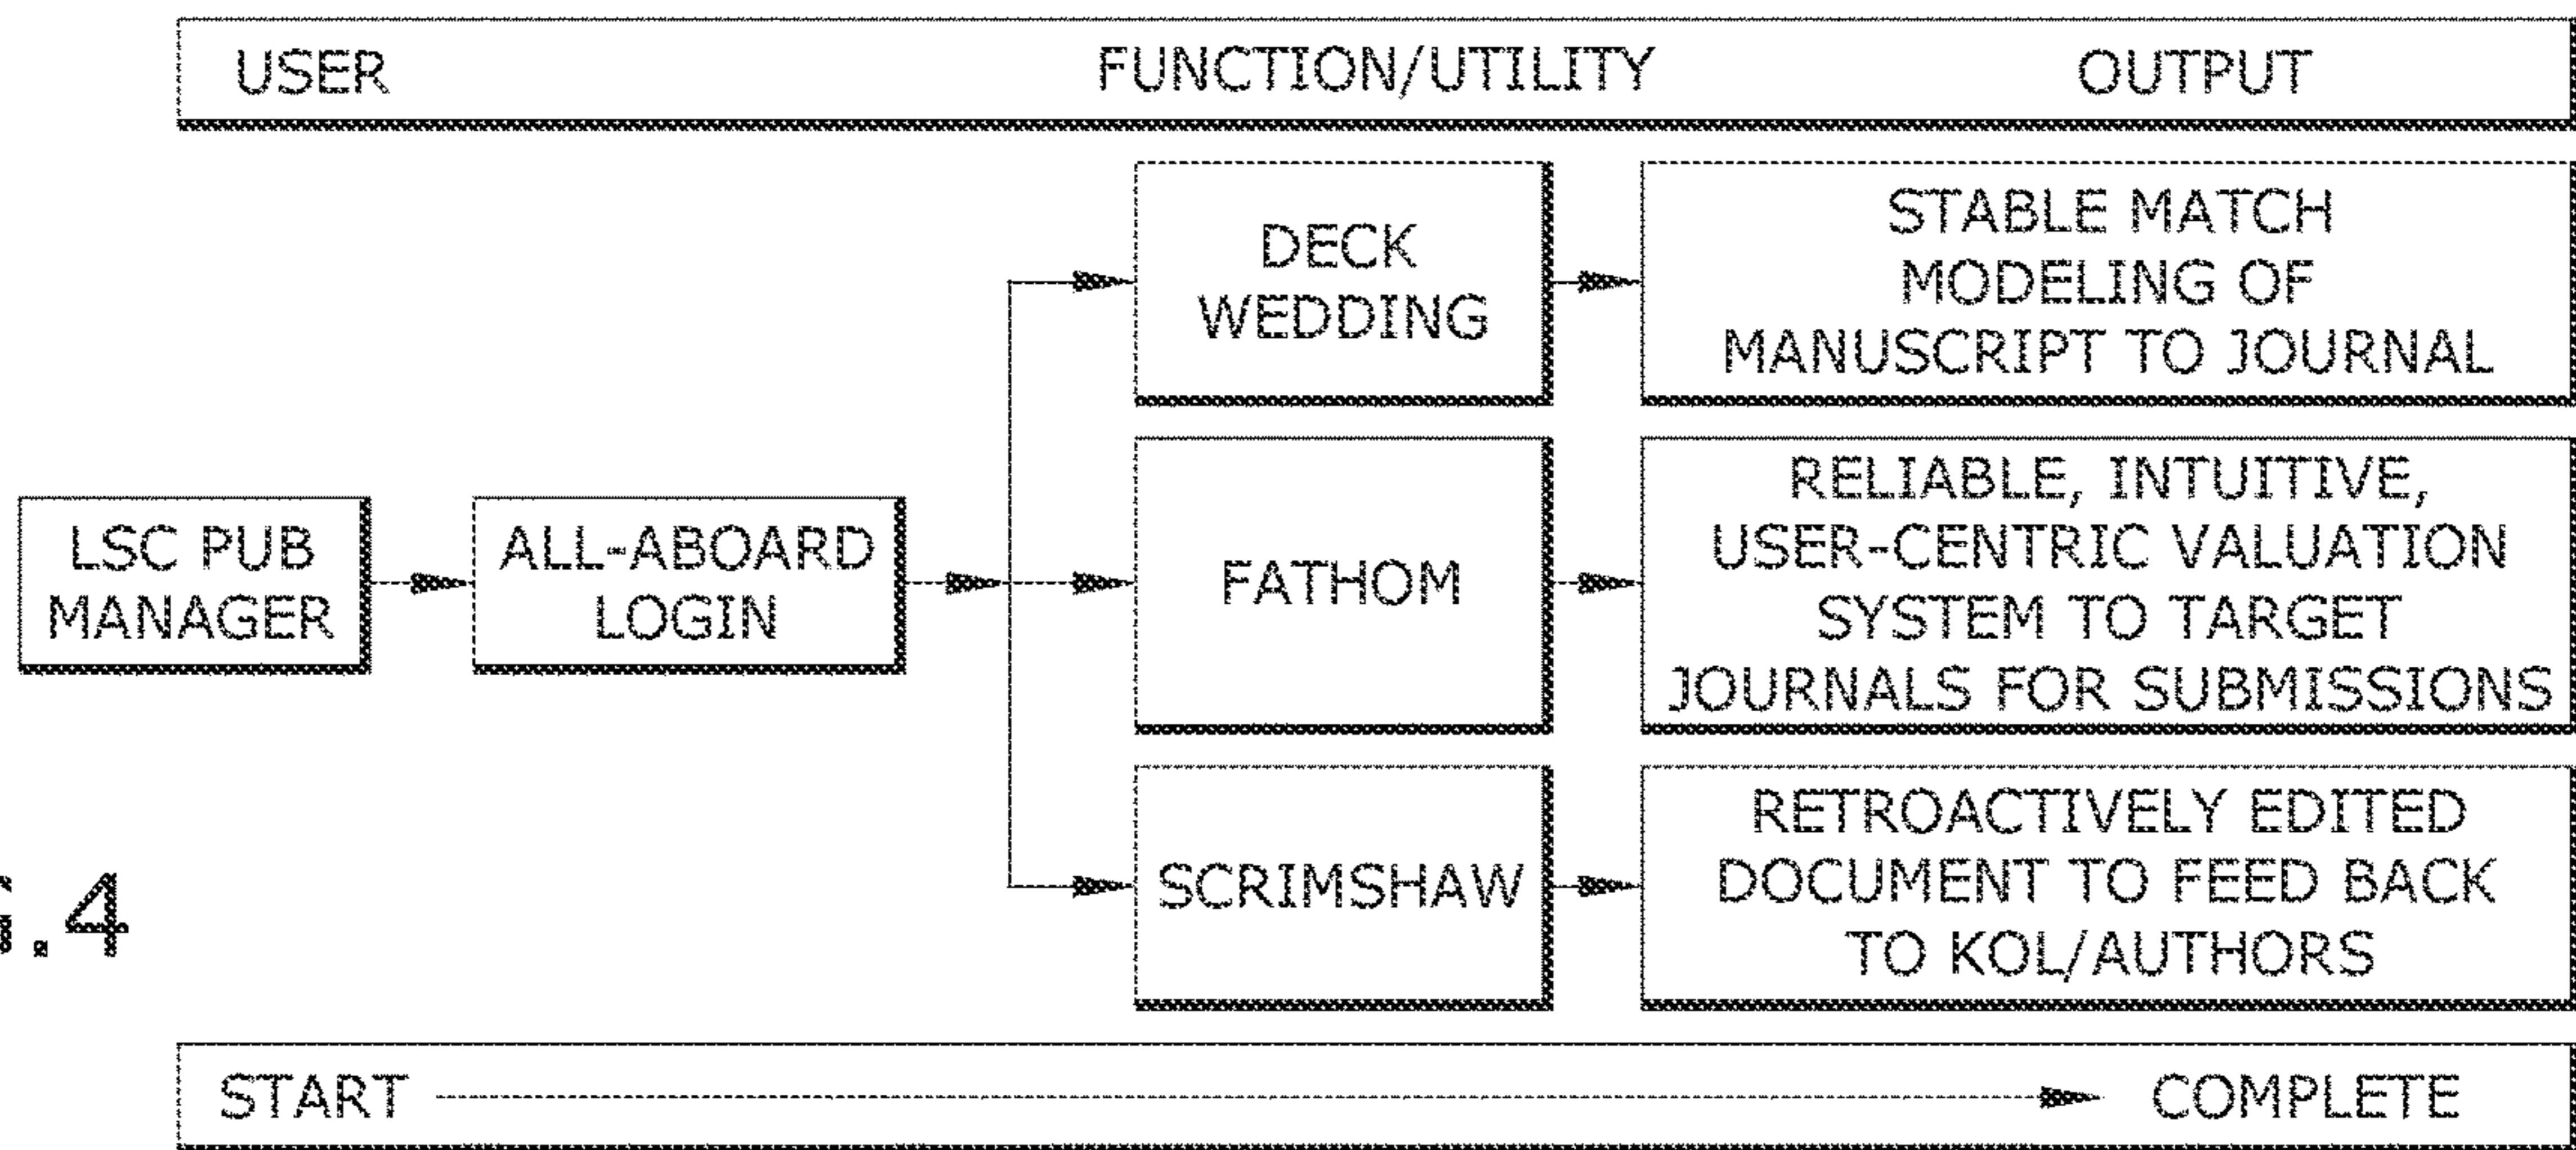 USER FUNCTION/UTILITY OUTPUT
LSC PUB
MANAGER
ALL-ABOARD
LOGIN
DECK
WEDDING
STABLE MATCH
MODELING OF
MANUSCRIPT TO JOURNAL
FATHOM
RELIABLE, INTUITIVE,
USER-CENTRIC VALUATION
SYSTEM TO TARGET
JOURNALS FOR SUBMISSIONS
SCRIMSHAW
RETROACTIVELY EDITED
DOCUMENT TO FEED BACK
TO KOL/AUTHORS
.4
START COMPLETE